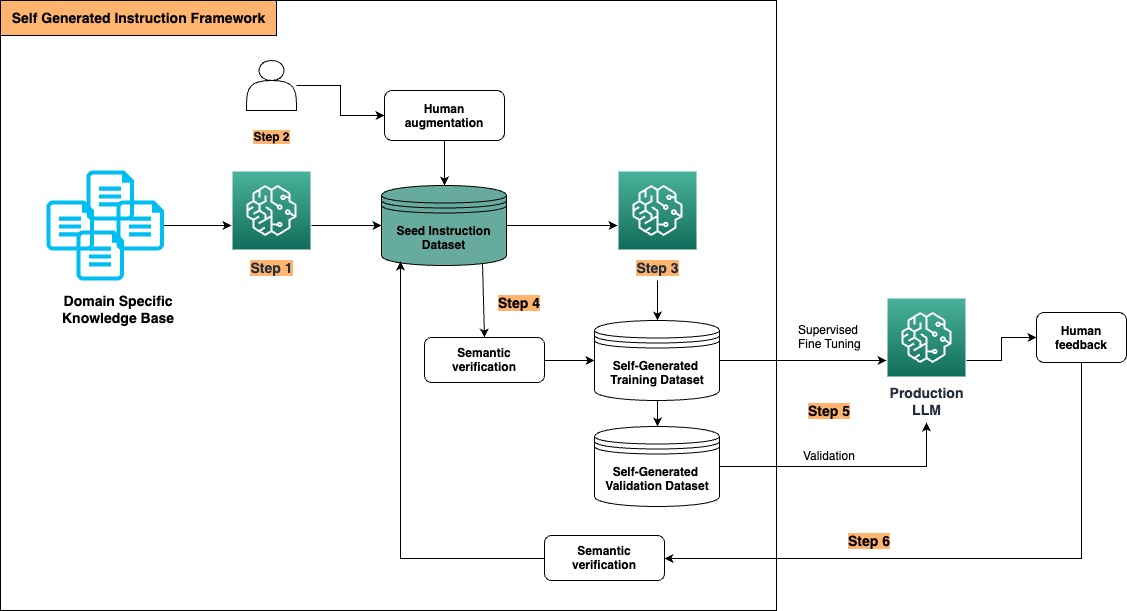 Self Generated Instruction Framework
Human
augmentation
Step 2
Seed Instruction
Dataset
Step 1
Step 3
Domain Specific
Knowledge Base
Step 4
Semantic
verification
Self-Generated
Training Dataset
Supervised
Fine Tuning
Human
feedback
Production
LLM
Step 5
Self-Generated
Validation Dataset
Validation
Step 6
Semantic
verification